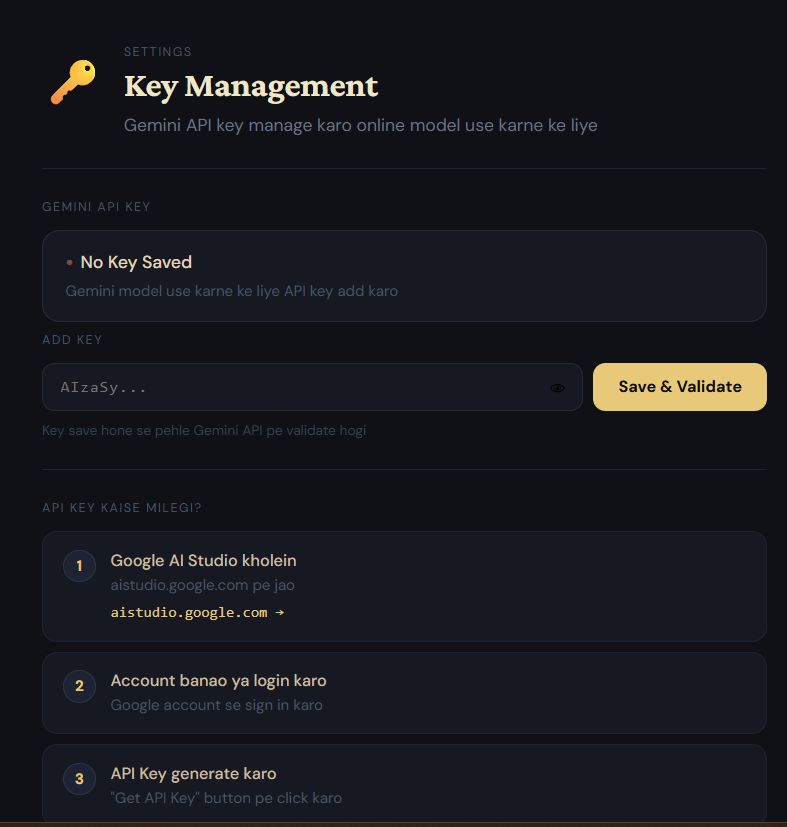 SETTINGS
Key Management
Gemini API key manage karo online model use karne ke liye
GEMINI API KEY
No Key Saved
Gemini model use karne ke liye API key add karo
ADD KEY
AIzaSy...
Save & Validate
Key save hone se pehle Gemini API pe validate hogi
API KEY KAISE MILEGI?
1
Google AI Studio kholein
aistudio.google.com pe jao
aistudio.google.com →
2
Account banao ya login karo
Google account se sign in karo
3
API Key generate karo
"Get API Key" button pe click karo